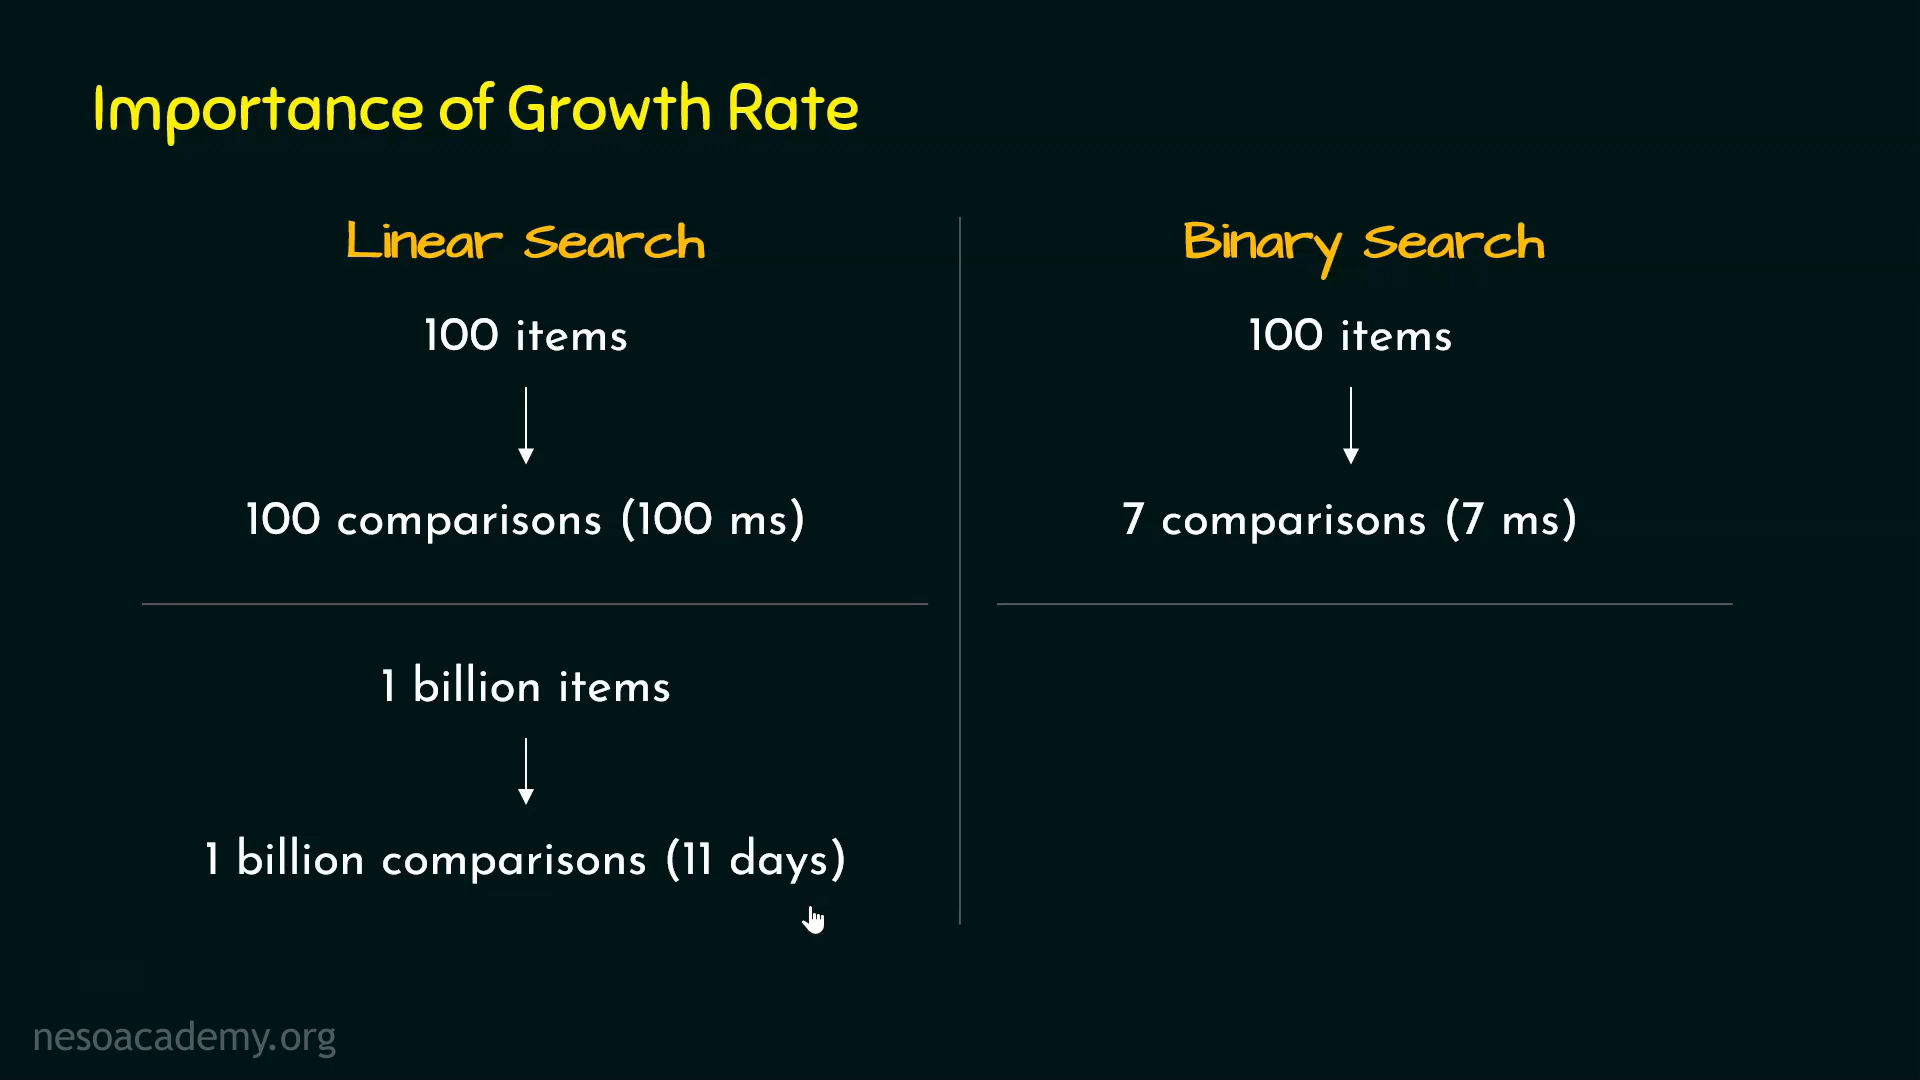 Importance of Growth Rate
Linear Search
100 items
100 comparisons (100 ms)
1 billion items
1 billion comparisons (11 days)
Binary Search
100 items
7 comparisons (7 ms)
nesoacademy.org